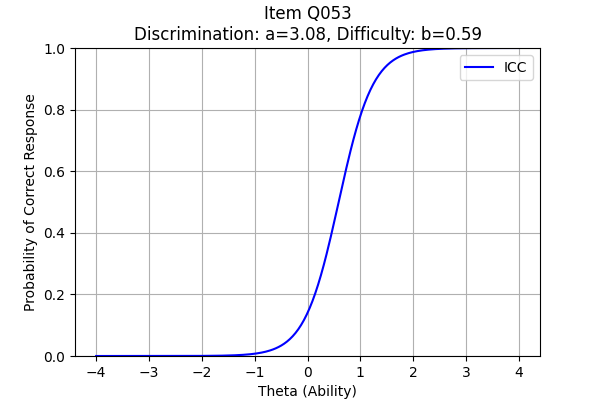 Item Q053
Discrimination: a=3.08, Difficulty: b=0.59
1.0
0.8
0.6
0.4
0.2
0.0
Probability of Correct Response
ICC
−4 −3 −2 −1 0 1 2 3 4
Theta (Ability)